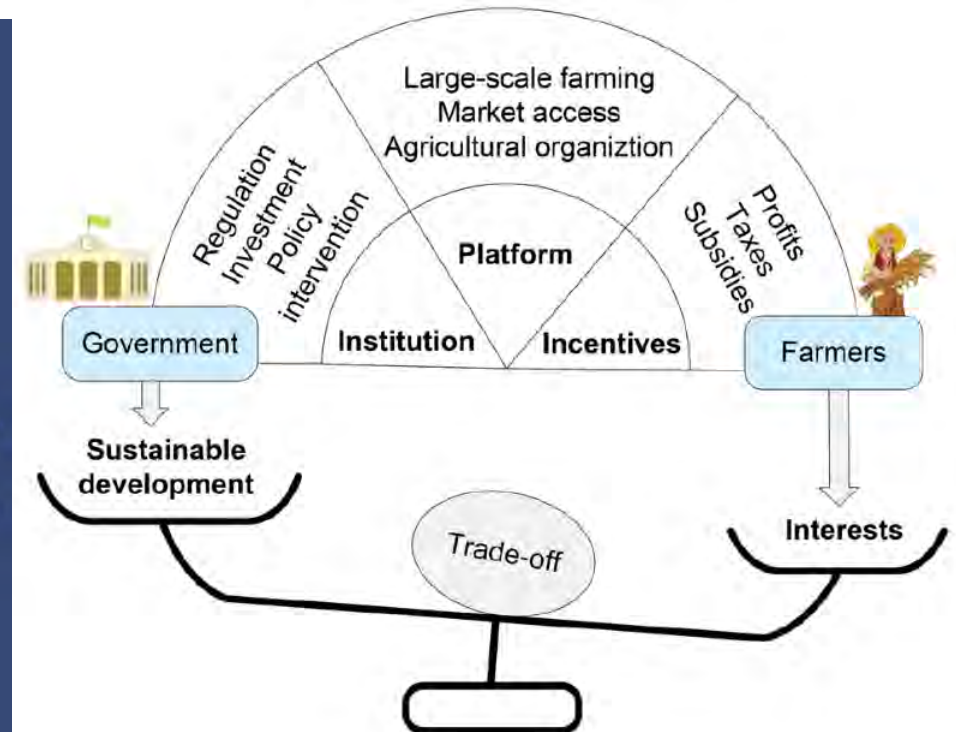 Large-scale farming
Market access
Agricultural organiztion
Regulation
Investment
Policy
intervention
Profits
Taxes
Subsidies
Platform
Institution
Incentives
Government
Farmers
Sustainable
development
Interests
Trade-off